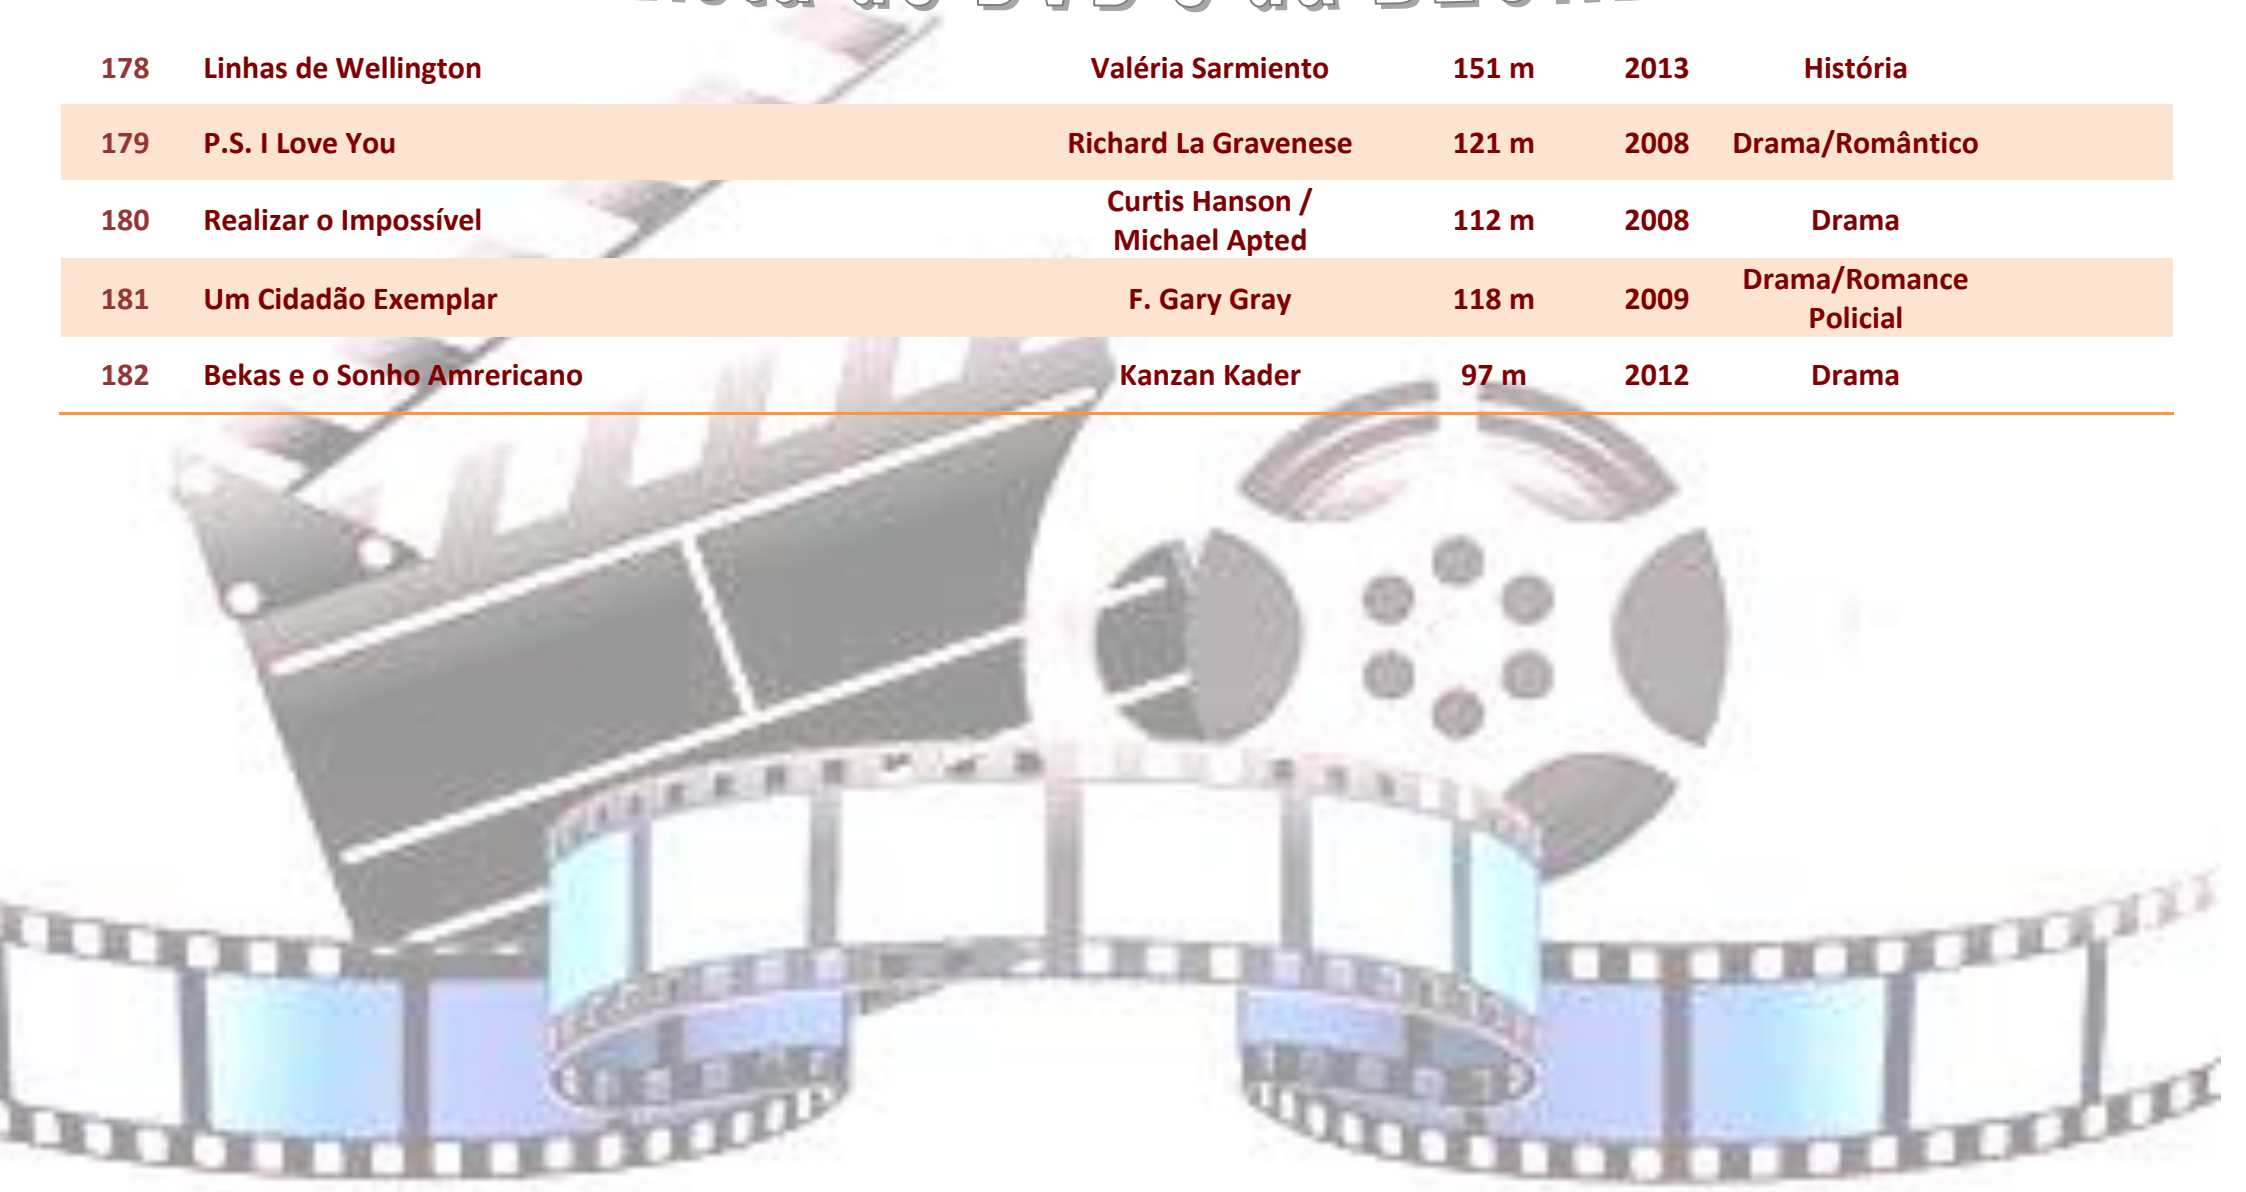 178 Linhas de Wellington Valéria Sarmiento 151 m 2013 História
179 P.S. I Love You Richard La Gravenese 121 m 2008 Drama/Romântico
180 Realizar o Impossível Curtis Hanson / Michael Apted 112 m 2008 Drama
181 Um Cidadão Exemplar F. Gary Gray 118 m 2009 Drama/Romance Policial
182 Bekas e o Sonho Amrericano Kanzan Kader 97 m 2012 Drama